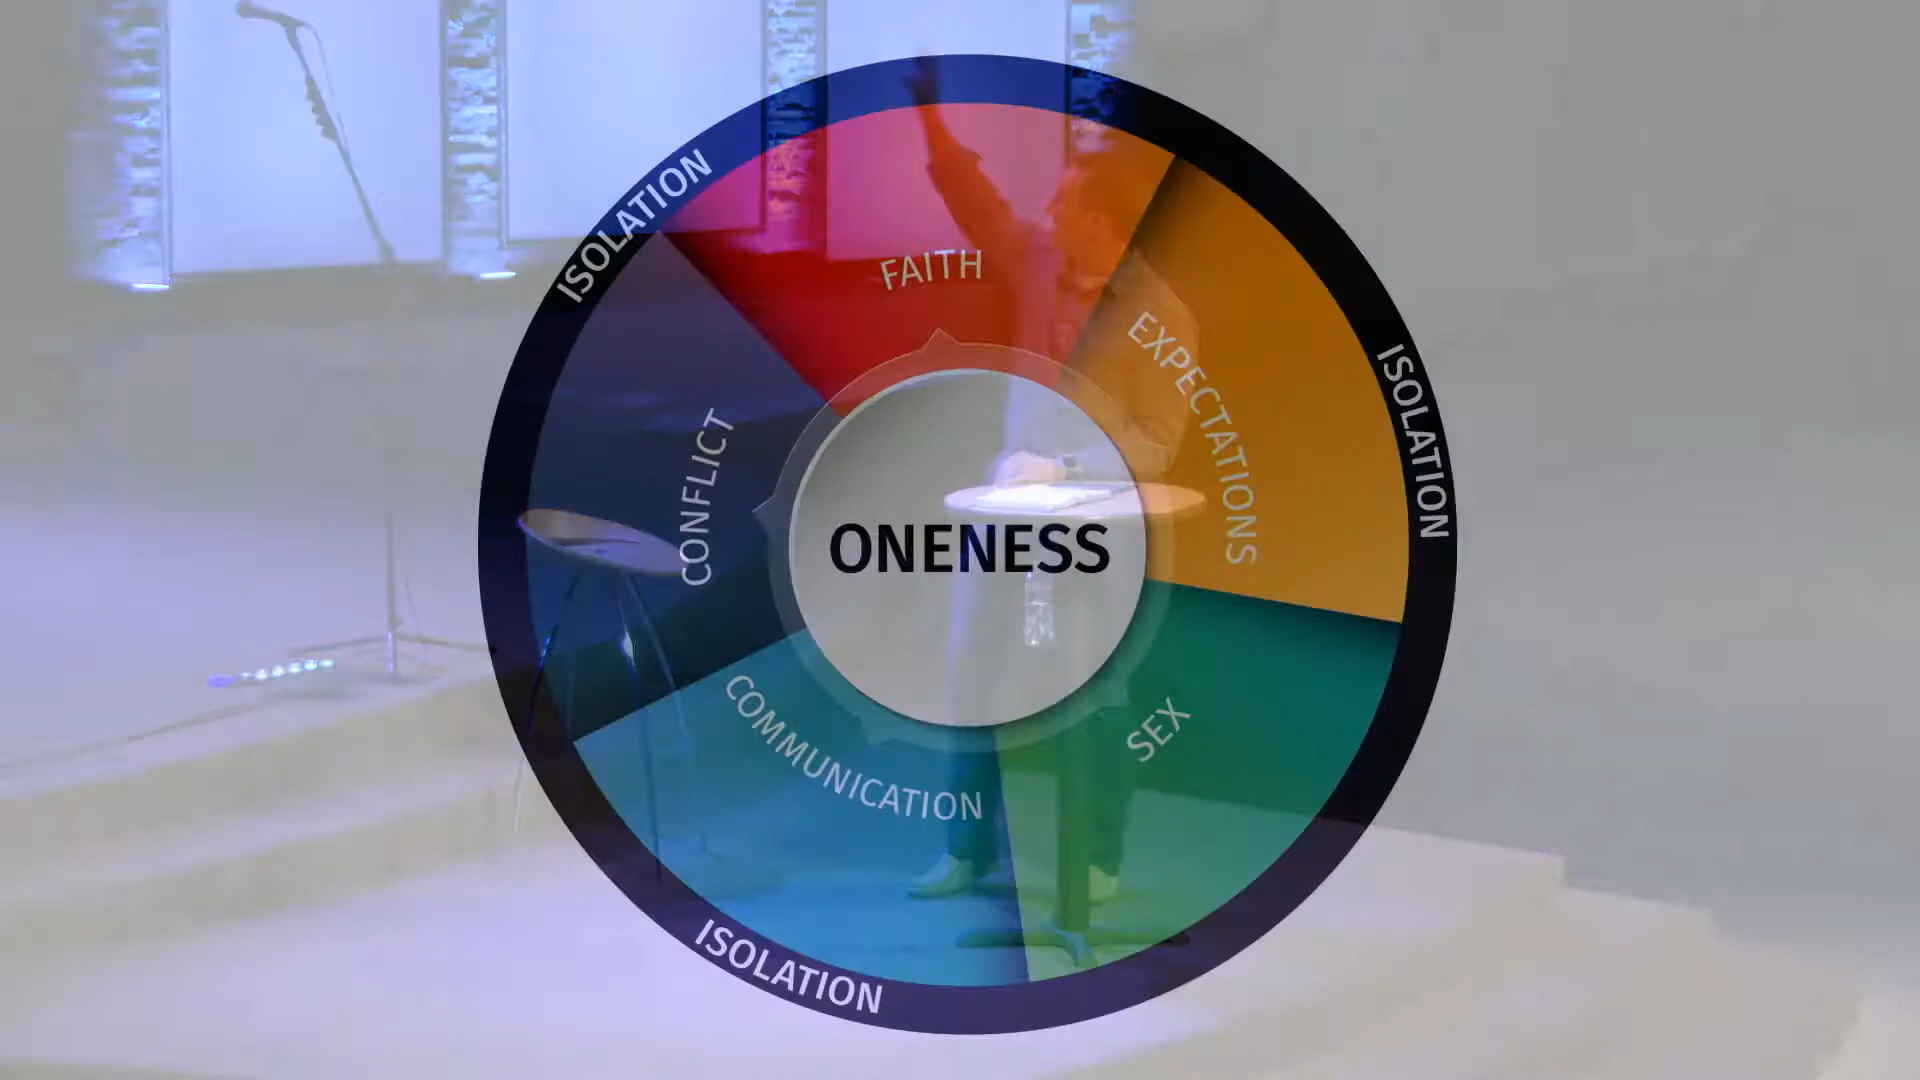 ISOLATION
FAITH
EXPECTATIONS
ISOLATION
CONFLICT
ONENESS
COMMUNICATION
SEX
ISOLATION